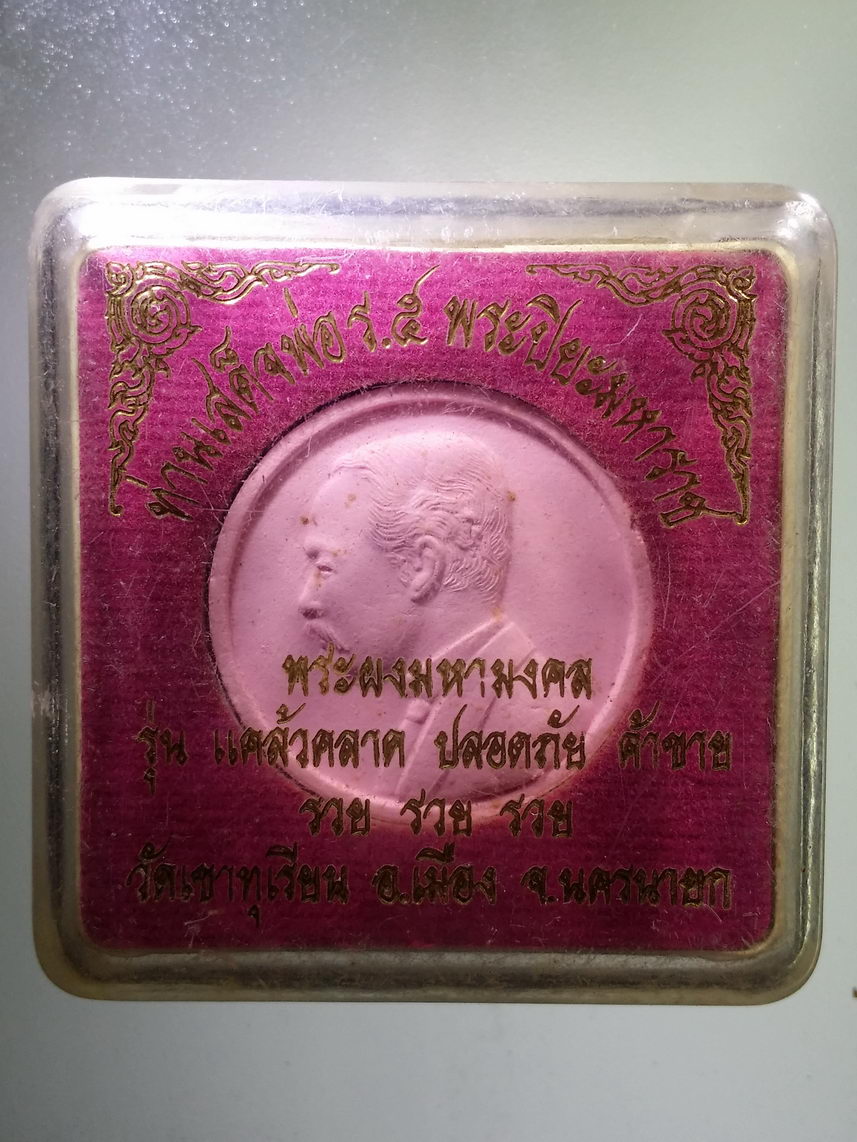 ท่านเสด็จพ่อ ร.๕ พระปิยะมหาราช
พระผงมหามงคล
รุ่น แคล้วคลาด ปลอดภัย ค้าขาย
รวย รวย รวย
วัดเขาทุเรียน อ.เมือง จ.นครนายก